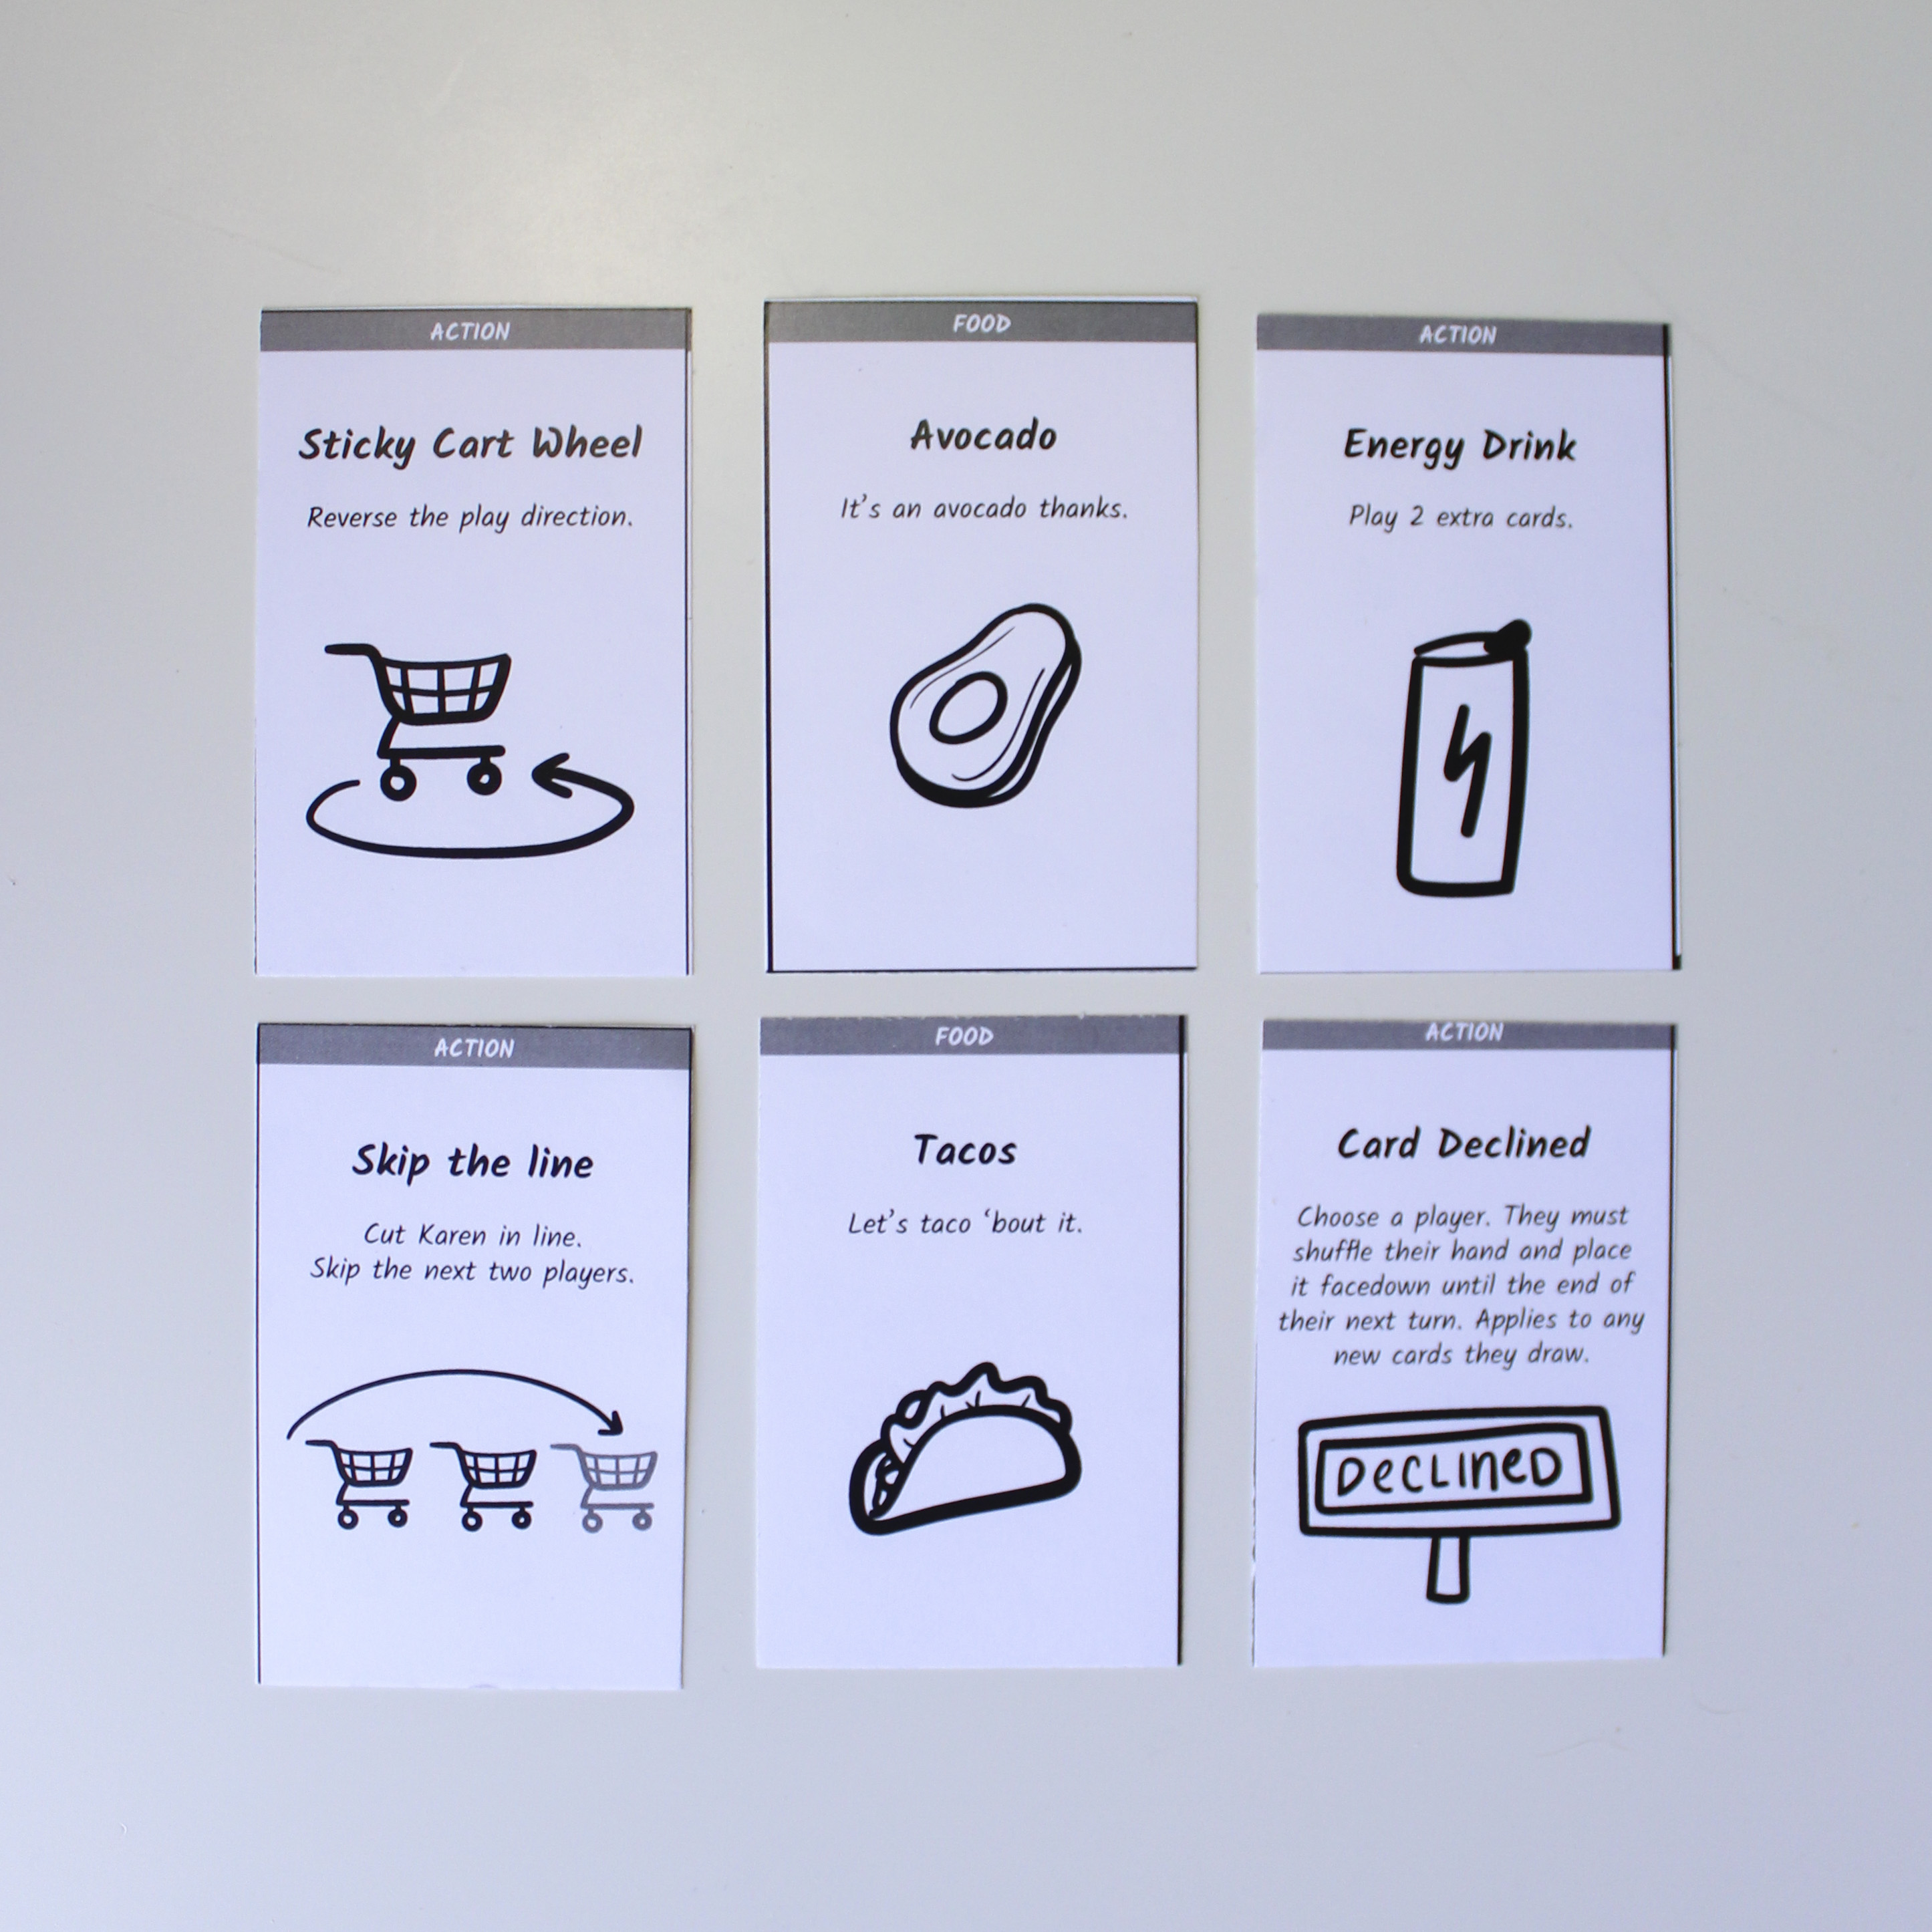 ACTION
Sticky Cart Wheel
Reverse the play direction.
FOOD
Avocado
It's an avocado thanks.
ACTION
Energy Drink
Play 2 extra cards.
ACTION
Skip the line
Cut Karen in line.
Skip the next two players.
FOOD
Tacos
Let's taco ‘bout it.
ACTION
Card Declined
Choose a player. They must
shuffle their hand and place
it facedown until the end of
their next turn. Applies to any
new cards they draw.
DECLINED